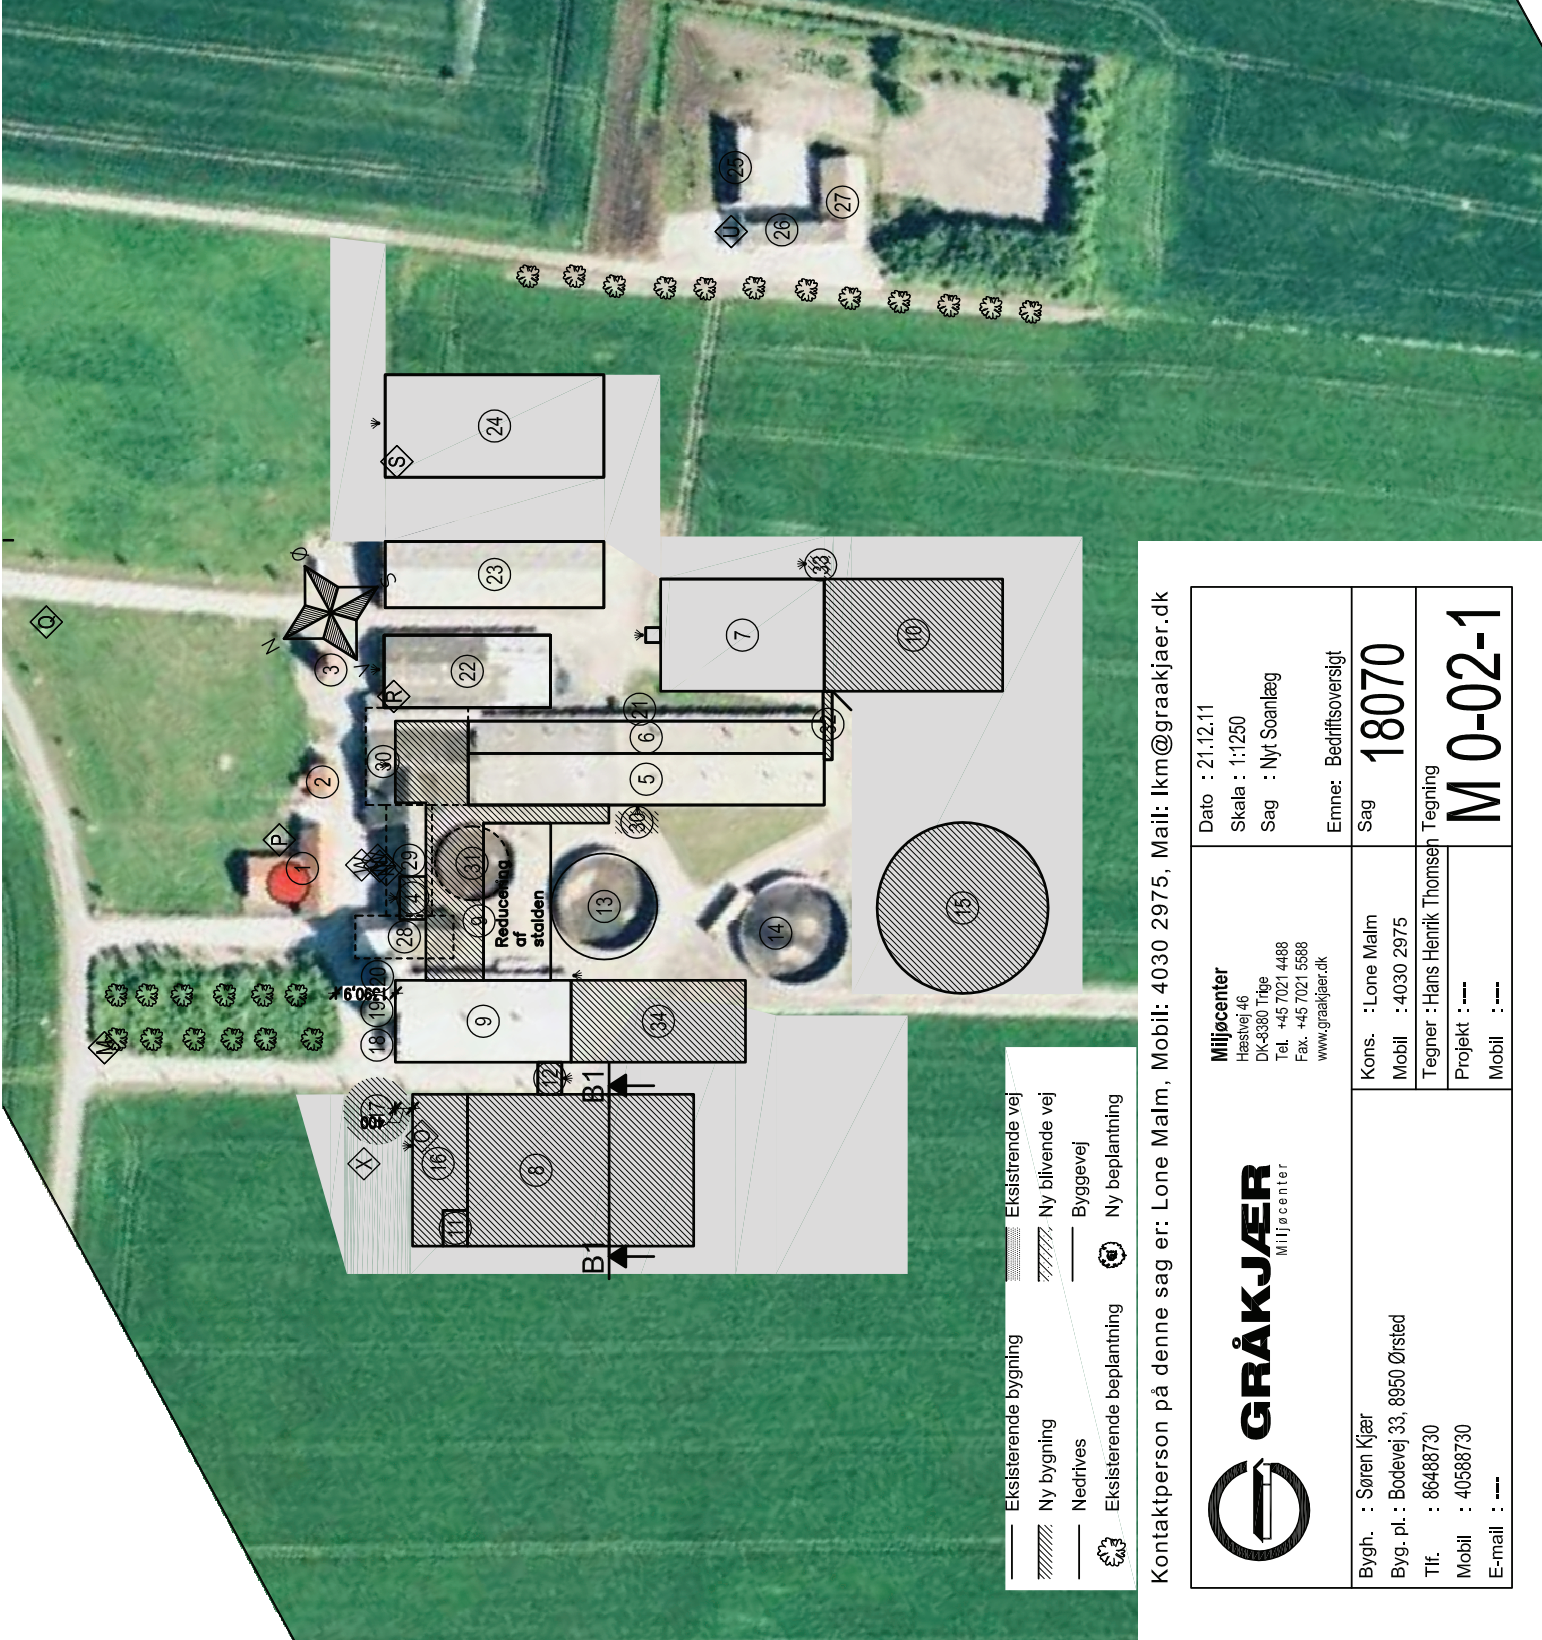 Q
N
Ø
S
V
P
M
X
O
R
S
U
1
2
3
4
5
6
7
8
9
9
10
11
12
13
14
15
16
17
18
19
20
21
22
23
24
25
26
27
28
29
30
30
31
32
33
34
Reducering
af
stalden
B1
B1
Eksisterende bygning
Ny bygning
Nedrives
Eksisterende beplantning
Eksistrende vej
Ny blivende vej
Byggevej
Ny beplantning
Kontaktperson på denne sag er: Lone Malm, Mobil: 4030 2975, Mail: lkm@graakjaer.dk
GRÅKJÆR
Miljøcenter
Miljøcenter
Hæstvej 46
DK-8380 Trige
Tel. +45 7021 4488
Fax. +45 7021 5588
www.graakjaer.dk
Dato : 21.12.11
Skala : 1:1250
Sag : Nyt Soanlæg
Emne: Bedriftsoversigt
Bygh. : Søren Kjær
Byg. pl. : Bodevej 33, 8950 Ørsted
Tlf. : 86488730
Mobil : 40588730
E-mail : ----
Kons. : Lone Malm
Mobil : 4030 2975
Tegner : Hans Henrik Thomsen
Projekt : ----
Mobil : ----
Sag 18070
Tegning
M 0-02-1